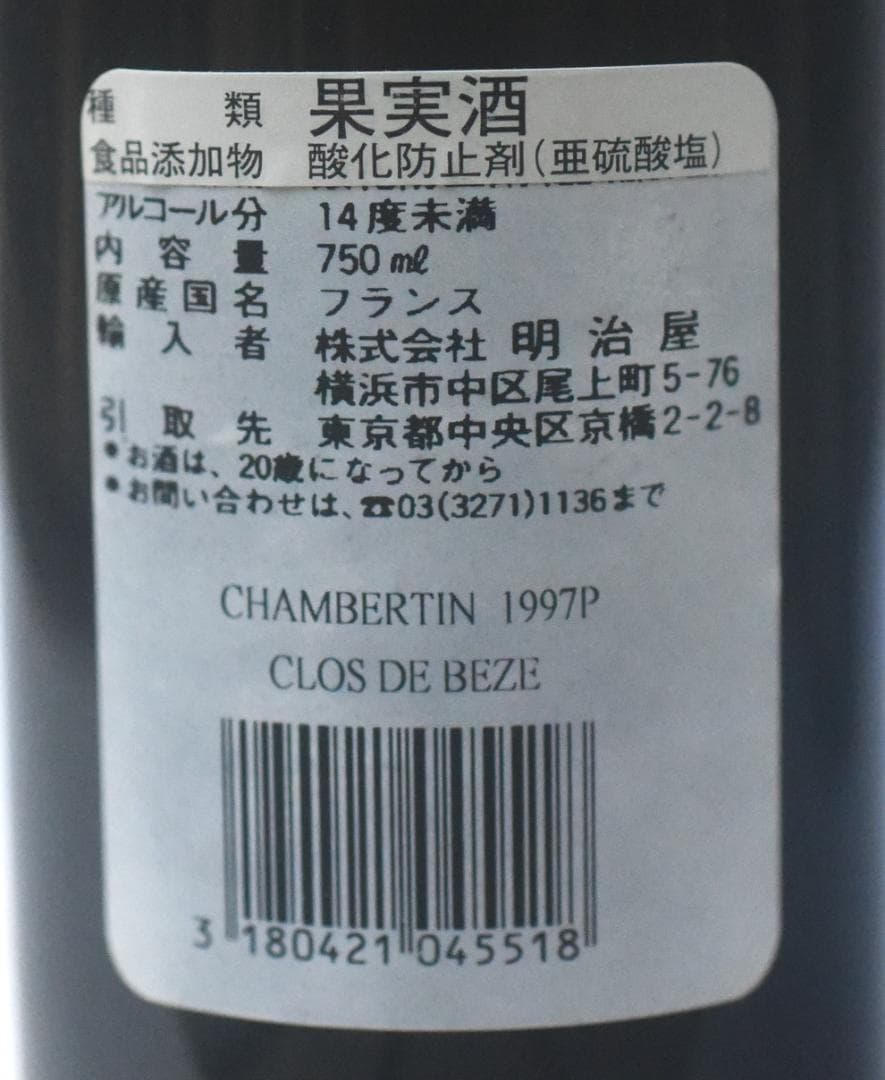 種 類 果実酒
食品添加物 酸化防止剤(亜硫酸塩)
アルコール分 14度未満
内容量 750㎖
原産国名 フランス
輸入者 株式会社 明治屋
横浜市中区尾上町5-76
引取先 東京都中央区京橋2-2-8
•お酒は、20歳になってから
•お問い合わせは、☎03(3271)1136まで
CHAMBERTIN 1997P
CLOS DE BEZE
3 180421 045518